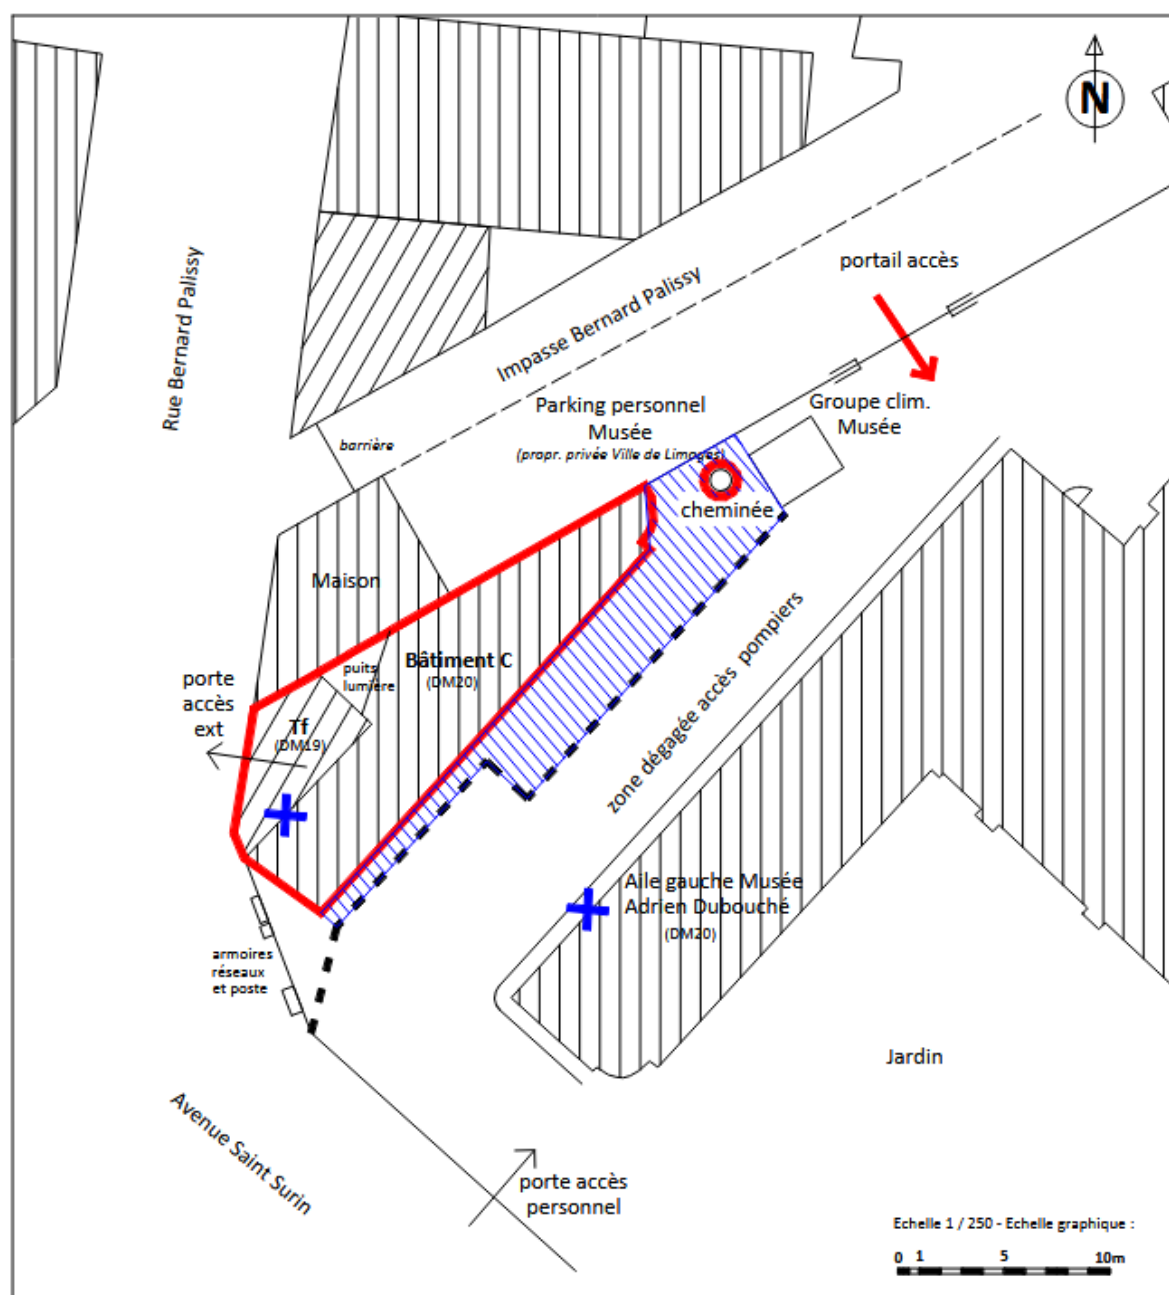 N
portail accès
Rue Bernard Palissy
Impasse Bernard Palissy
Parking personnel
Musée
(propr. privée Ville de Limoges)
barrière
Groupe clim.
Musée
cheminée
Maison
Bâtiment C
(DM20)
puits
lumière
porte
accès
ext
Tf
(DM19)
zone dégagée accès pompiers
Aile gauche Musée
Adrien Dubouché
(DM20)
armoires
réseaux
et poste
Jardin
Avenue Saint Surin
porte accès
personnel
Echelle 1 / 250 - Echelle graphique :
0 1 5 10m